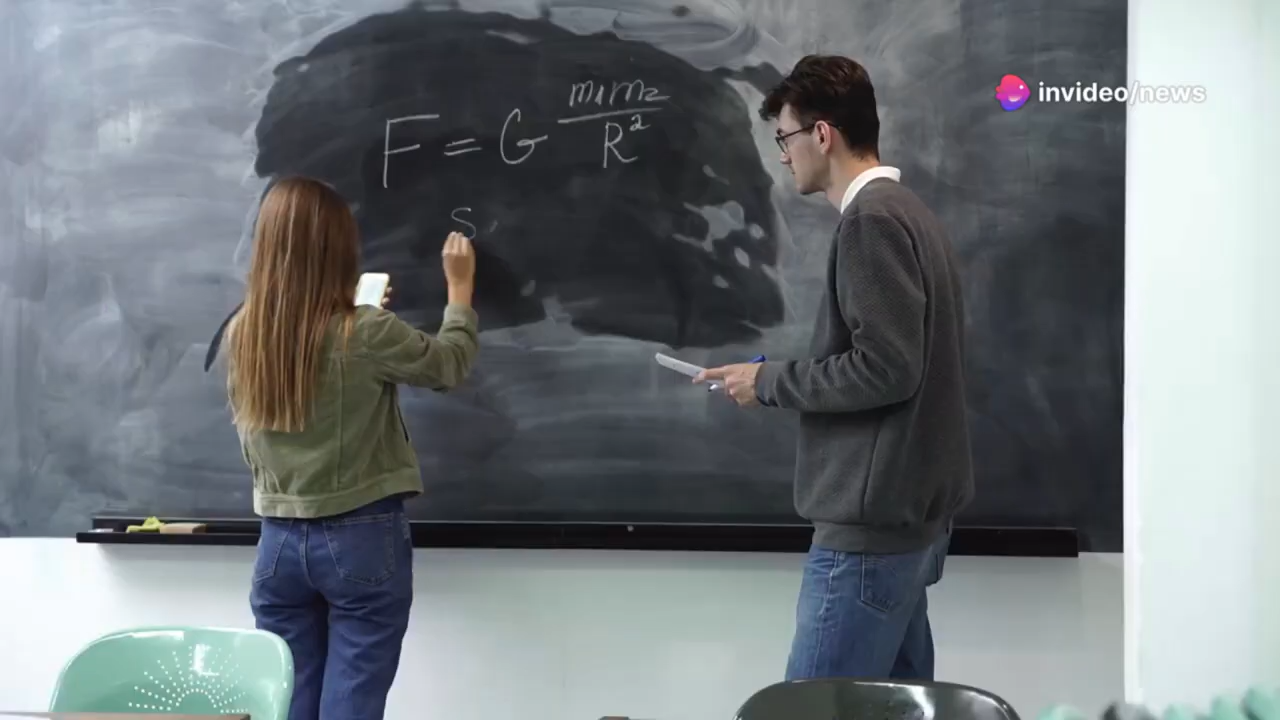 invideo/news
F = G m1m2/R²
S